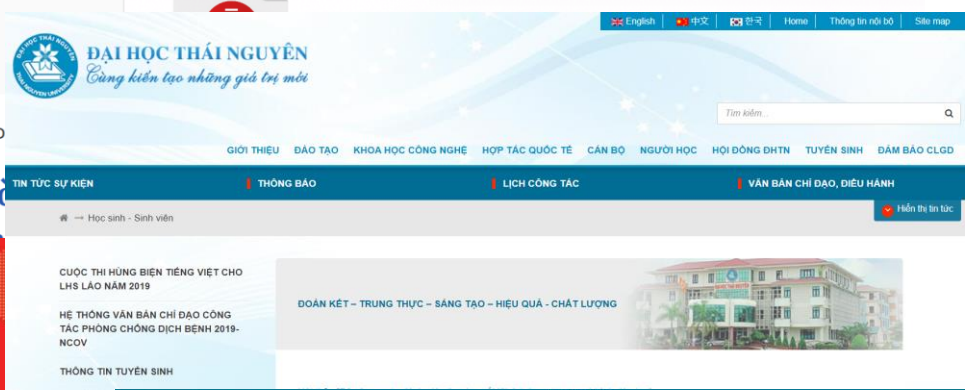 English 中文 한국 Home Thông tin nội bộ Site map
ĐẠI HỌC THÁI NGUYÊN
Cùng kiến tạo những giá trị mới
Tìm kiếm...
GIỚI THIỆU ĐÀO TẠO KHOA HỌC CÔNG NGHỆ HỢP TÁC QUỐC TẾ CÁN BỘ NGƯỜI HỌC HỘI ĐỒNG ĐHTN TUYỂN SINH ĐẢM BẢO CLGD
TIN TỨC SỰ KIỆN THÔNG BÁO LỊCH CÔNG TÁC VĂN BẢN CHỈ ĐẠO, ĐIỀU HÀNH
→ Học sinh - Sinh viên
Hiển thị tin tức
CUỘC THI HÙNG BIỆN TIẾNG VIỆT CHO
LHS LÀO NĂM 2019
HỆ THỐNG VĂN BẢN CHỈ ĐẠO CÔNG
TÁC PHÒNG CHỐNG DỊCH BỆNH 2019-
NCOV
THÔNG TIN TUYỂN SINH
ĐOÀN KẾT – TRUNG THỰC – SÁNG TẠO – HIỆU QUẢ - CHẤT LƯỢNG